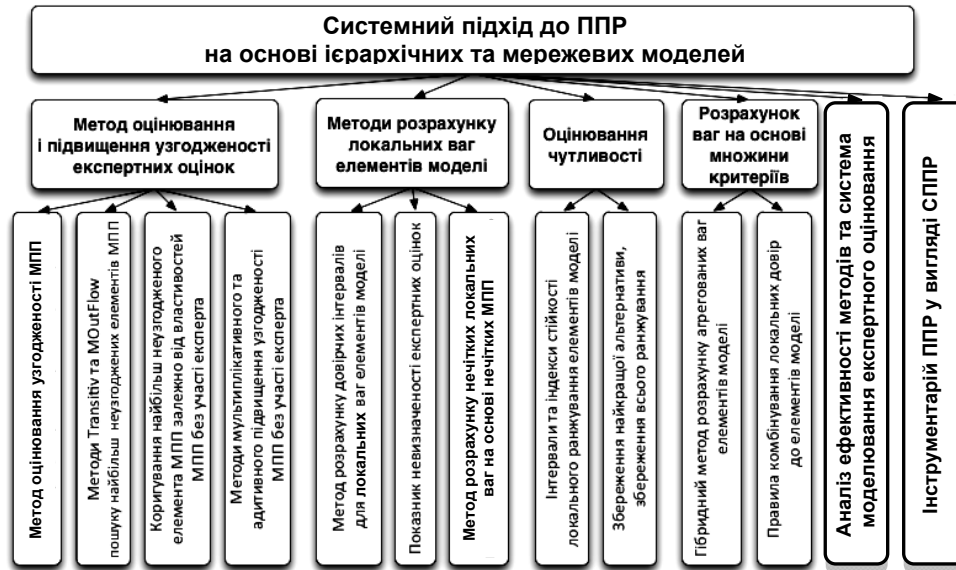 Системний підхід до ППР
на основі ієрархічних та мережевих моделей
Метод оцінювання
і підвищення узгодженості
експертних оцінок
Методи розрахунку
локальних ваг
елементів моделі
Оцінювання
чутливості
Розрахунок
ваг на основі
множини
критеріїв
Метод оцінювання узгодженості МПП
Методи Transitiv та MOutFlow
пошуку найбільш неузгоджених елементів МПП
Коригування найбільш неузгодженого
елемента МПП залежно від властивостей
МПП без участі експерта
Методи мультиплікативного та
адитивного підвищення узгодженості
МПП без участі експерта
Метод розрахунку довірчих інтервалів
для локальних ваг елементів моделі
Показник невизначеності експертних оцінок
Метод розрахунку нечітких локальних
ваг на основі нечітких МПП
Інтервали та індекси стійкості
локального ранжування елементів моделі
Збереження найкращої альтернативи,
збереження всього ранжування
Гібридний метод розрахунку агрегованих ваг
елементів моделі
Правила комбінування локальних довір
до елементів моделі
Аналіз ефективності методів та система
моделювання експертного оцінювання
Інструментарій ППР у вигляді СППР